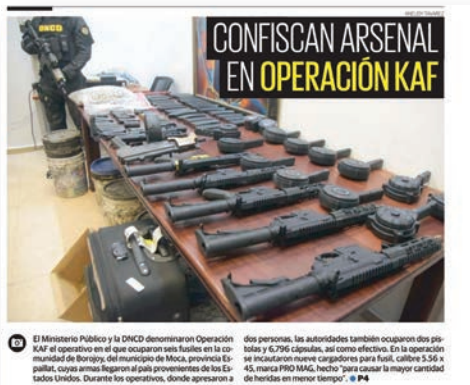 ANEUDY TAVÁREZ
DNCD
CONFISCAN ARSENAL
EN OPERACIÓN KAF
El Ministerio Público y la DNCD denominaron Operación
KAF el operativo en el que ocuparon seis fusiles en la co-
munidad de Borojoy, del municipio de Moca, provincia Es-
paillat, cuyas armas llegaron al país provenientes de los Es-
tados Unidos. Durante los operativos, donde apresaron a
dos personas, las autoridades también ocuparon dos pis-
tolas y 6,796 cápsulas, así como efectivo. En la operación
se incautaron nueve cargadores para fusil, calibre 5.56 x
45, marca PRO MAG, hecho "para causar la mayor cantidad
de heridas en menor tiempo". P4